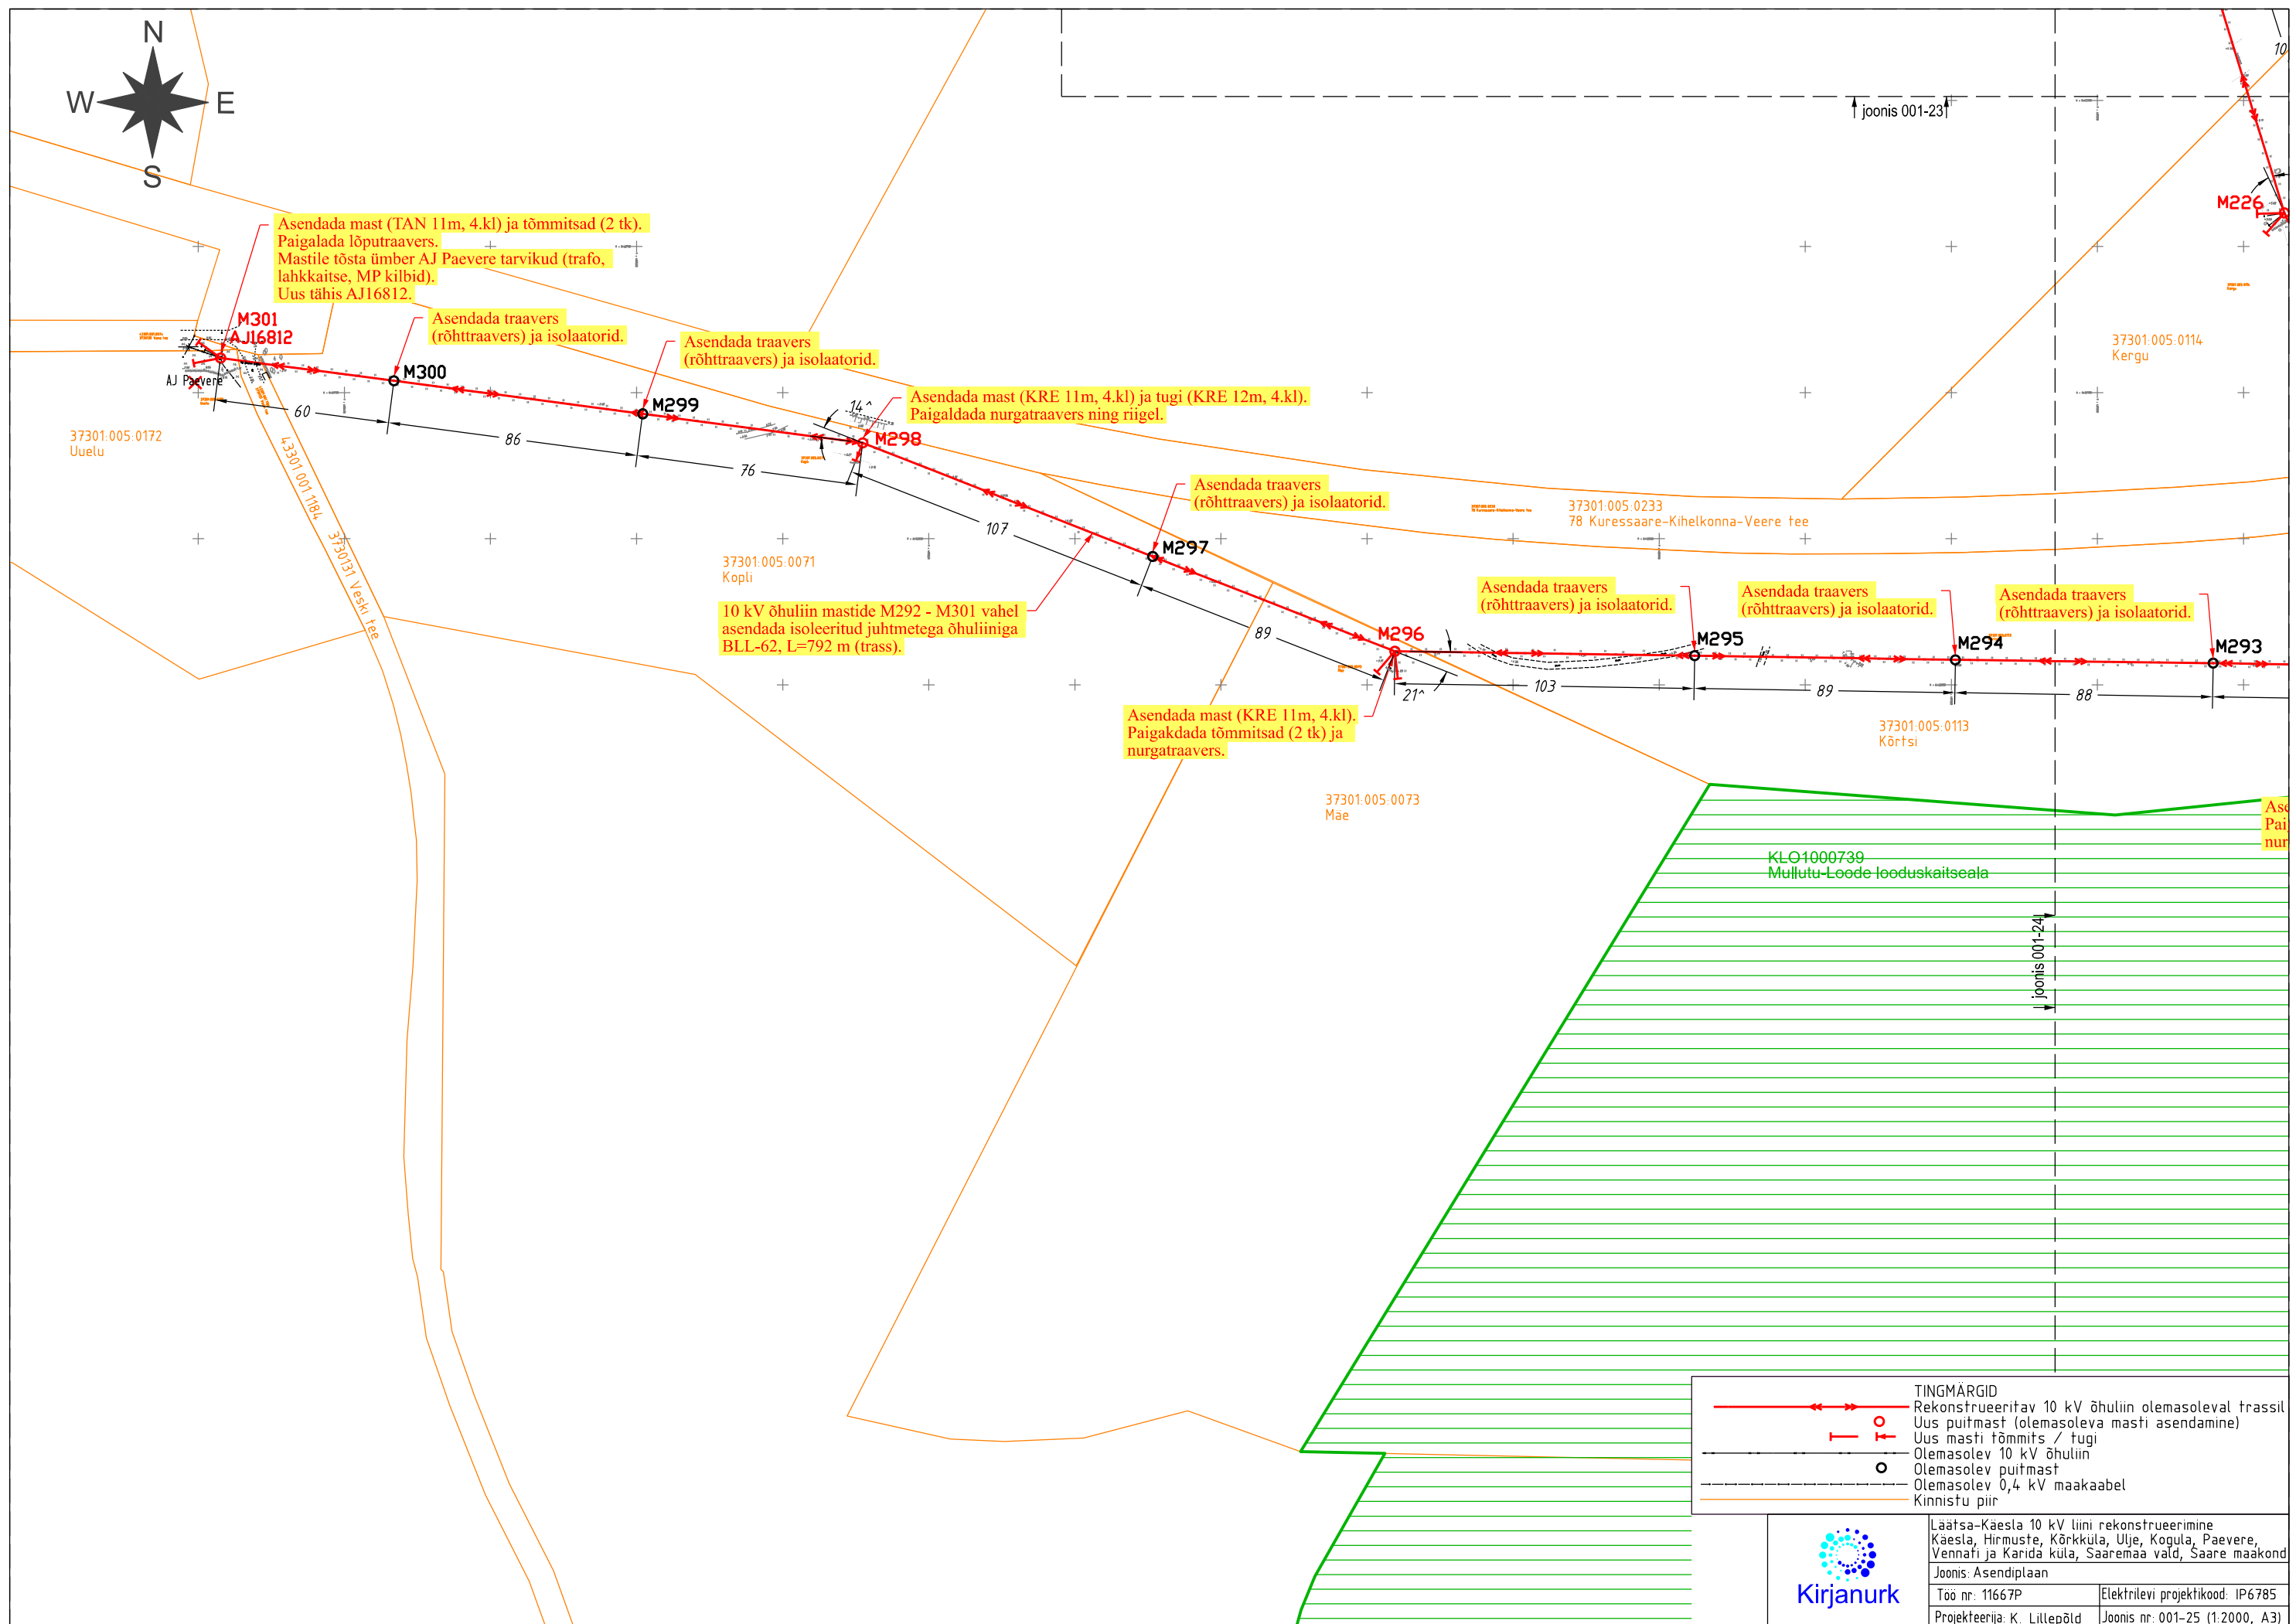 N
W
E
S
joonis 001-23
10
M226
Asendada mast (TAN 11m, 4.kl) ja tõmmitsad (2 tk).
Paigalada lõputraavers.
Mastile tõsta ümber AJ Paevere tarvikud (trafo,
lahkkaitse, MP kilbid).
Uus tähis AJ16812.
M301
AJ16812
AJ Paevere
Asendada traavers
(rõhttraavers) ja isolaatorid.
M300
Asendada traavers
(rõhttraavers) ja isolaatorid.
M299
Asendada mast (KRE 11m, 4.kl) ja tugi (KRE 12m, 4.kl).
Paigaldada nurgatraavers ning riigel.
14^
M298
60
86
76
107
37301:005:0114
Kergu
37301:005:0172
Uuelu
43301 001 1184
3730131 Veski tee
Asendada traavers
(rõhttraavers) ja isolaatorid.
M297
37301:005:0233
78 Kuressaare-Kihelkonna-Veere tee
37301:005:0071
Kopli
10 kV õhuliin mastide M292 - M301 vahel
asendada isoleeritud juhtmetega õhuliiniga
BLL-62, L=792 m (trass).
89
M296
21^
Asendada traavers
(rõhttraavers) ja isolaatorid.
M295
Asendada traavers
(rõhttraavers) ja isolaatorid.
M294
Asendada traavers
(rõhttraavers) ja isolaatorid.
M293
103
89
88
Asendada mast (KRE 11m, 4.kl).
Paigakdada tõmmitsad (2 tk) ja
nurgatraavers.
37301:005:0113
Kõrtsi
37301:005:0073
Mäe
Ase
Pai
nur
KLO1000739
Mullutu-Loode looduskaitseala
joonis 001-24
TINGMÄRGID
Rekonstrueeritav 10 kV õhuliin olemasoleval trassil
Uus puitmast (olemasoleva masti asendamine)
Uus masti tõmmits / tugi
Olemasolev 10 kV õhuliin
Olemasolev puitmast
Olemasolev 0,4 kV maakaabel
Kinnistu piir
Kirjanurk
Läätsa-Käesla 10 kV liini rekonstrueerimine
Käesla, Hirmuste, Kõrkküla, Ulje, Kogula, Paevere,
Vennati ja Karida küla, Saaremaa vald, Saare maakond
Joonis: Asendiplaan
Töö nr: 11667P
Elektrilevi projektikood: IP6785
Projekteerija: K. Lillepõld
Joonis nr: 001-25 (1:2000, A3)